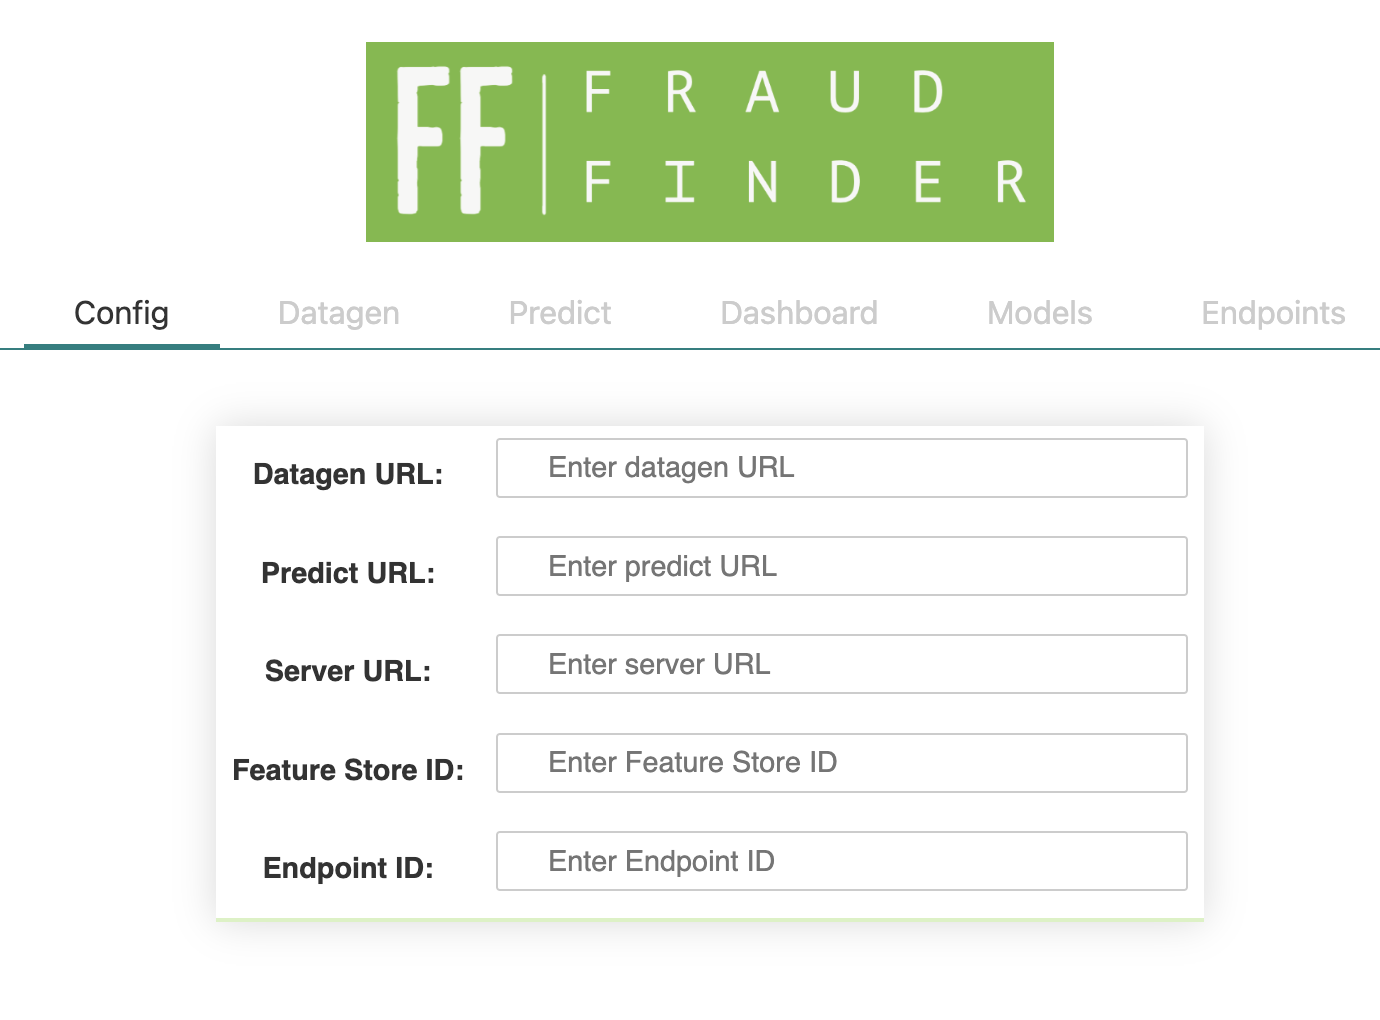 FF
FRAUD
FINDER
Config Datagen Predict Dashboard Models Endpoints
Datagen URL: Enter datagen URL
Predict URL: Enter predict URL
Server URL: Enter server URL
Feature Store ID: Enter Feature Store ID
Endpoint ID: Enter Endpoint ID